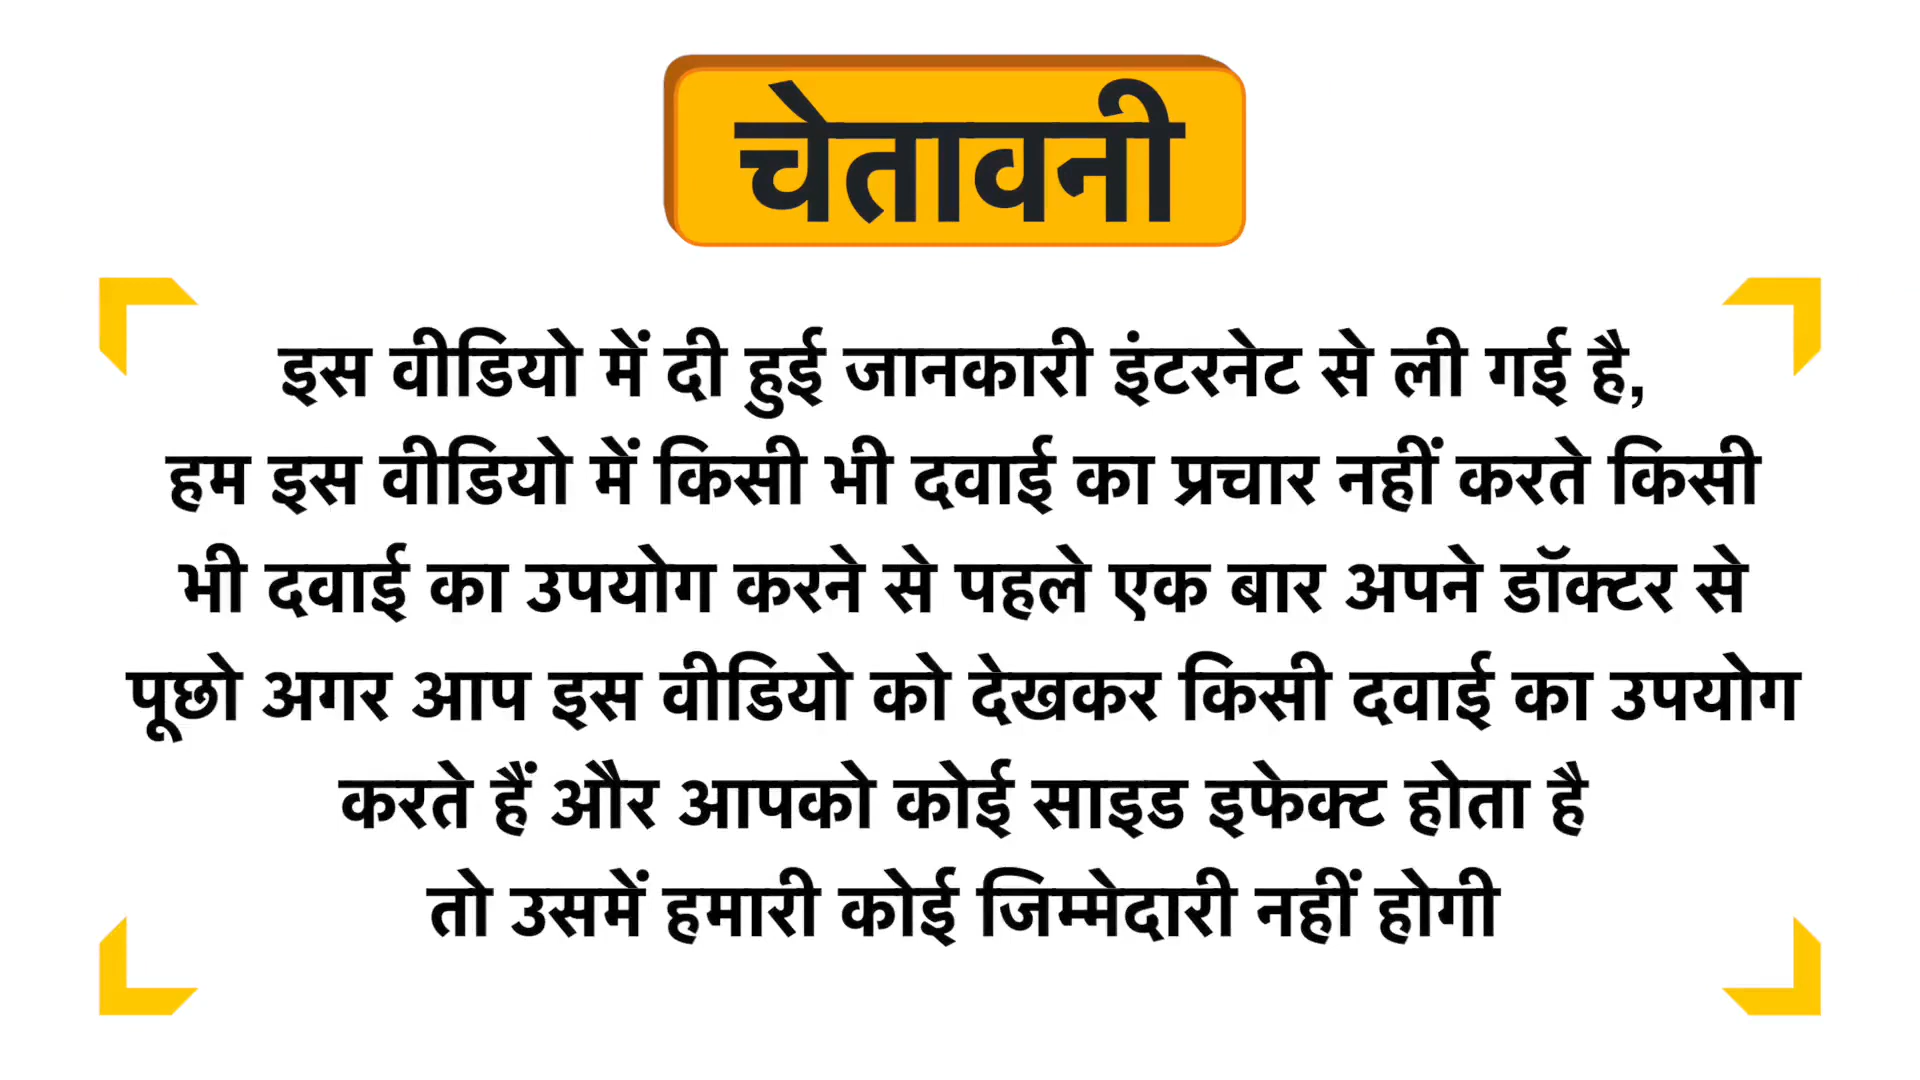 चेतावनी
इस वीडियो में दी हुई जानकारी इंटरनेट से ली गई है,
हम इस वीडियो में किसी भी दवाई का प्रचार नहीं करते किसी
भी दवाई का उपयोग करने से पहले एक बार अपने डॉक्टर से
पूछो अगर आप इस वीडियो को देखकर किसी दवाई का उपयोग
करते हैं और आपको कोई साइड इफेक्ट होता है
तो उसमें हमारी कोई जिम्मेदारी नहीं होगी